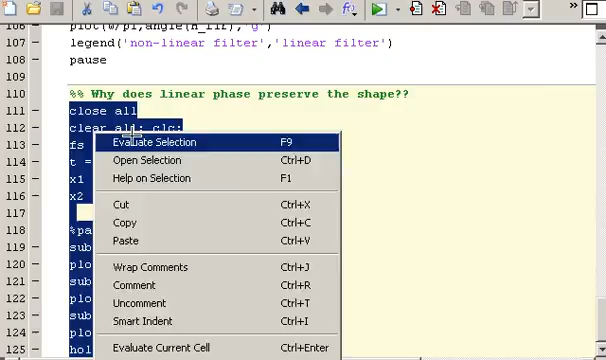 106 plot(w/pi,angle(H_fir),'g')
107 legend('non-linear filter','linear filter')
108 pause
109
110 %% Why does linear phase preserve the shape??
111 close all
112 clear all; clc;
113 fs
114 t =
115 x1
116 x2
117
118 %pa
119 sub
120 plo
121 sub
122 plo
123 sub
124 plo
125 hol
Evaluate Selection F9
Open Selection Ctrl+D
Help on Selection F1
Cut Ctrl+X
Copy Ctrl+C
Paste Ctrl+V
Wrap Comments Ctrl+J
Comment Ctrl+R
Uncomment Ctrl+T
Smart Indent Ctrl+I
Evaluate Current Cell Ctrl+Enter